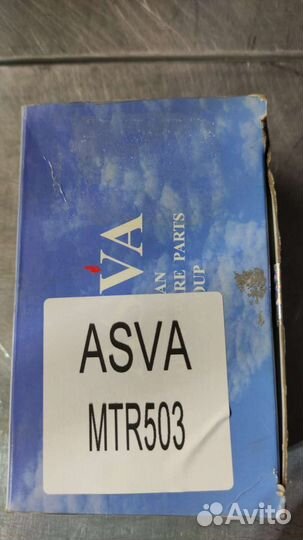 ASVA
MTR503
VA
AN
RE PARTS
OUP
Avito